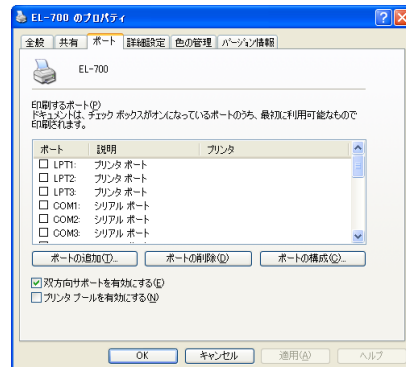 EL-700 のプロパティ
全般 共有 ポート 詳細設定 色の管理 バージョン情報
EL-700
印刷するポート(P)
ドキュメントは、チェック ボックスがオンになっているポートのうち、最初に利用可能なもので
印刷されます。
ポート 説明 プリンタ
LPT1: プリンタ ポート
LPT2: プリンタ ポート
LPT3: プリンタ ポート
COM1: シリアル ポート
COM2: シリアル ポート
COM3: シリアル ポート
ポートの追加(T)... ポートの削除(D) ポートの構成(C)...
双方向サポートを有効にする(E)
プリンタ プールを有効にする(N)
OK キャンセル 適用(A) ヘルプ